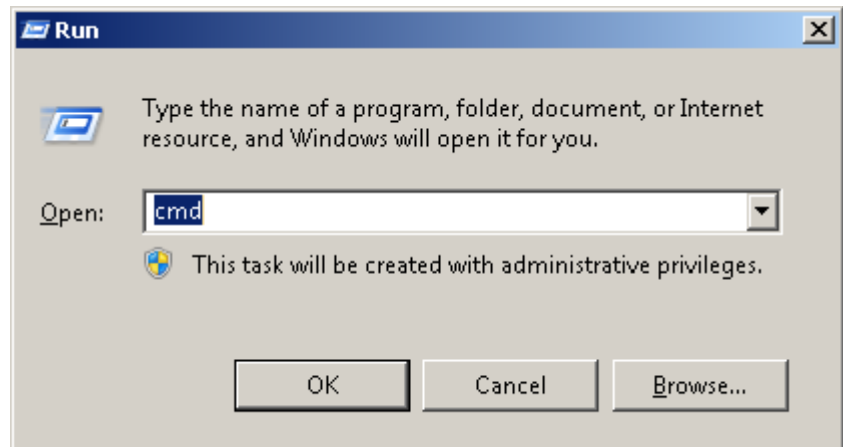 Run
Type the name of a program, folder, document, or Internet
resource, and Windows will open it for you.
Open: cmd
This task will be created with administrative privileges.
OK Cancel Browse...